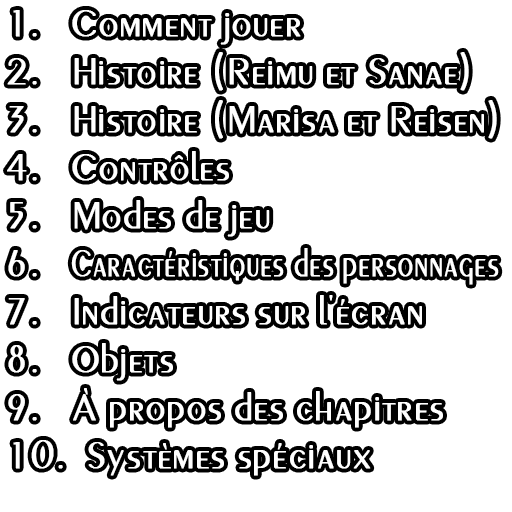 1. Comment jouer
2. Histoire (Reimu et Sanae)
3. Histoire (Marisa et Reisen)
4. Contrôles
5. Modes de jeu
6. Caractéristiques des personnages
7. Indicateurs sur l'écran
8. Objets
9. À propos des chapitres
10. Systèmes spéciaux